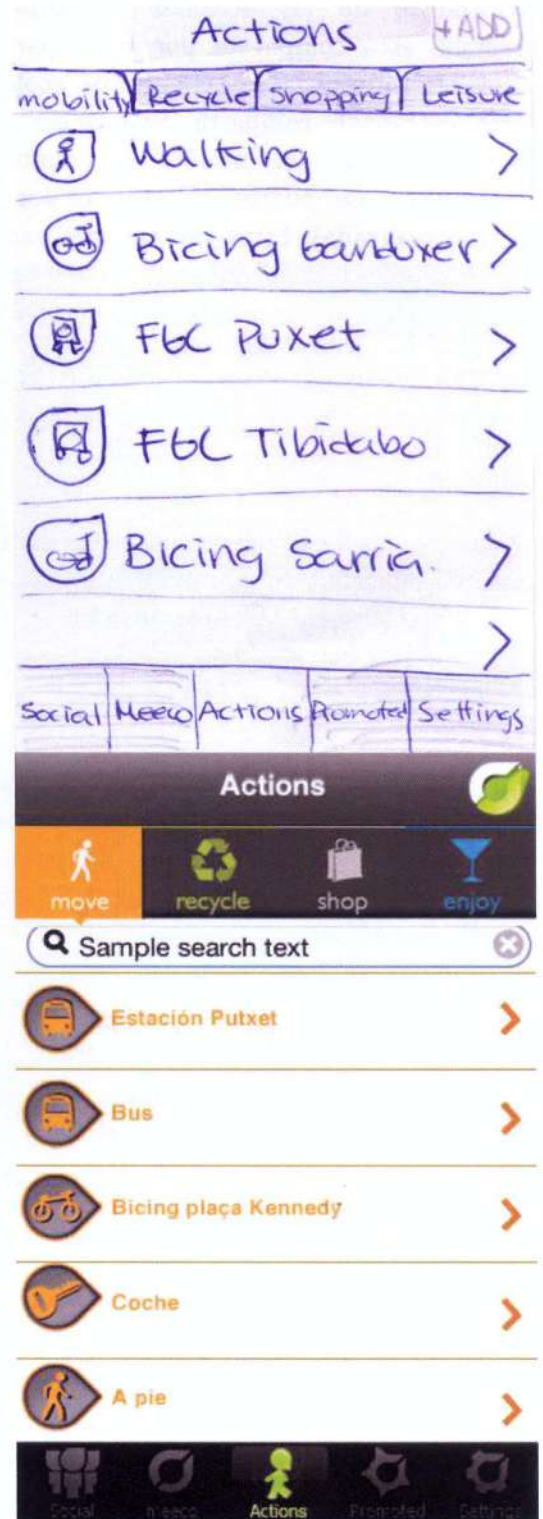 Actions +ADD
mobility Recycle Shopping Leisure
Walking
Bicing banduxer
FGC Puxet
FGC Tibidabo
Bicing Sarria.
Social Meeco Actions Promoted Settings
Actions
move recycle shop enjoy
Sample search text
Estación Putxet
Bus
Bicing plaça Kennedy
Coche
A pie
Social meeco Actions Promoted Settings